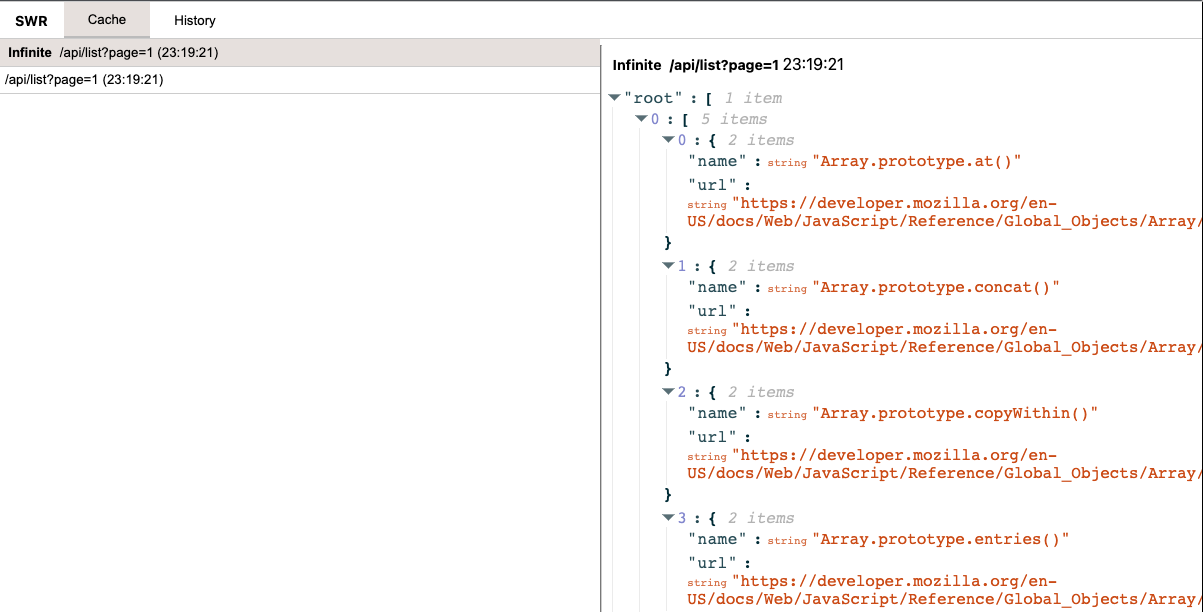 SWR Cache History
Infinite /api/list?page=1 (23:19:21)
/api/list?page=1 (23:19:21)
Infinite /api/list?page=1 23:19:21
"root" : [ 1 item
0 : [ 5 items
0 : { 2 items
"name" : string "Array.prototype.at()"
"url" :
string "https://developer.mozilla.org/en-
US/docs/Web/JavaScript/Reference/Global_Objects/Array/
}
1 : { 2 items
"name" : string "Array.prototype.concat()"
"url" :
string "https://developer.mozilla.org/en-
US/docs/Web/JavaScript/Reference/Global_Objects/Array/
}
2 : { 2 items
"name" : string "Array.prototype.copyWithin()"
"url" :
string "https://developer.mozilla.org/en-
US/docs/Web/JavaScript/Reference/Global_Objects/Array/
}
3 : { 2 items
"name" : string "Array.prototype.entries()"
"url" :
string "https://developer.mozilla.org/en-
US/docs/Web/JavaScript/Reference/Global_Objects/Array/